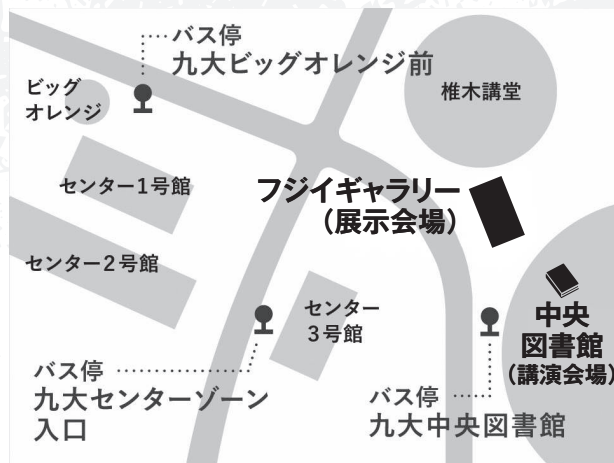 バス停
九大ビッグオレンジ前
ビッグ
オレンジ
椎木講堂
センター1号館
フジイギャラリー
（展示会場）
センター2号館
センター
3号館
中央
図書館
（講演会場）
バス停
九大センターゾーン
入口
バス停
九大中央図書館